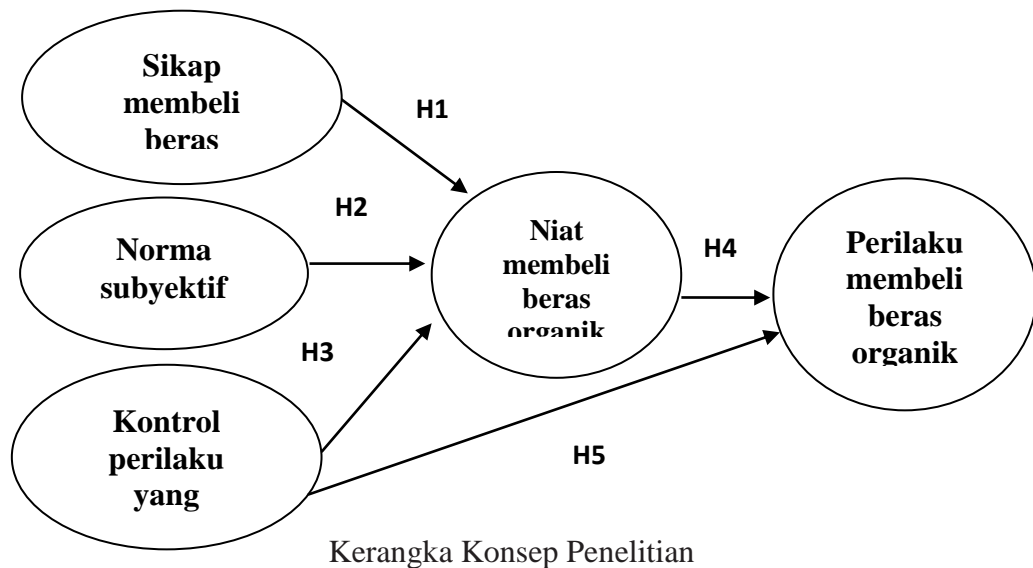 Sikap
membeli
beras
H1
H2
Norma
subyektif
Niat
membeli
beras
organik
H4
Perilaku
membeli
beras
organik
H3
Kontrol
perilaku
yang
H5
Kerangka Konsep Penelitian